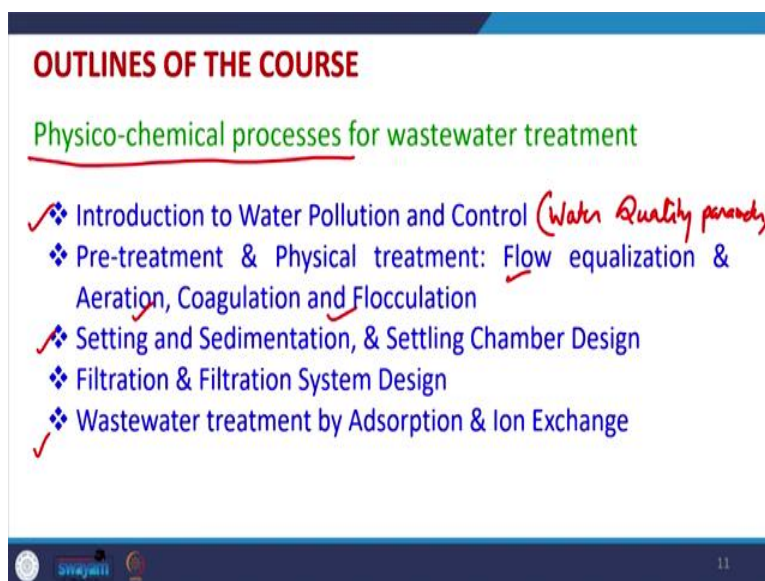 OUTLINES OF THE COURSE
Physico-chemical processes for wastewater treatment
❖ Introduction to Water Pollution and Control (Water Quality
❖ Pre-treatment & Physical treatment: Flow equalization &
Aeration, Coagulation and Flocculation
❖ Setting and Sedimentation, & Settling Chamber Design
❖ Filtration & Filtration System Design
❖ Wastewater treatment by Adsorption & Ion Exchange
swayam
11